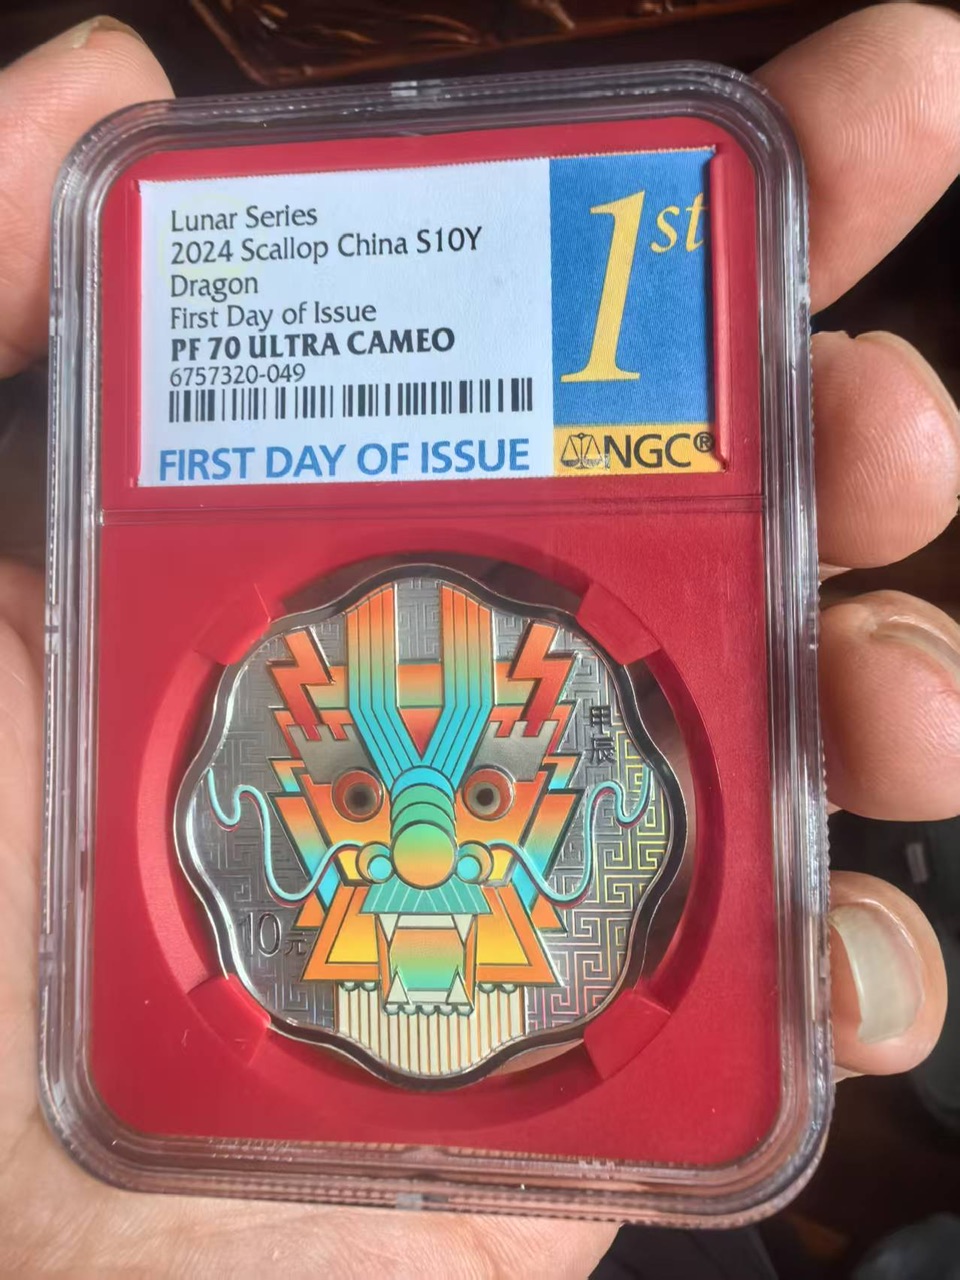 Lunar Series
2024 Scallop China S10Y
Dragon
First Day of Issue
PF 70 ULTRA CAMEO
6757320-049
FIRST DAY OF ISSUE
1st
NGC®
甲辰
10元